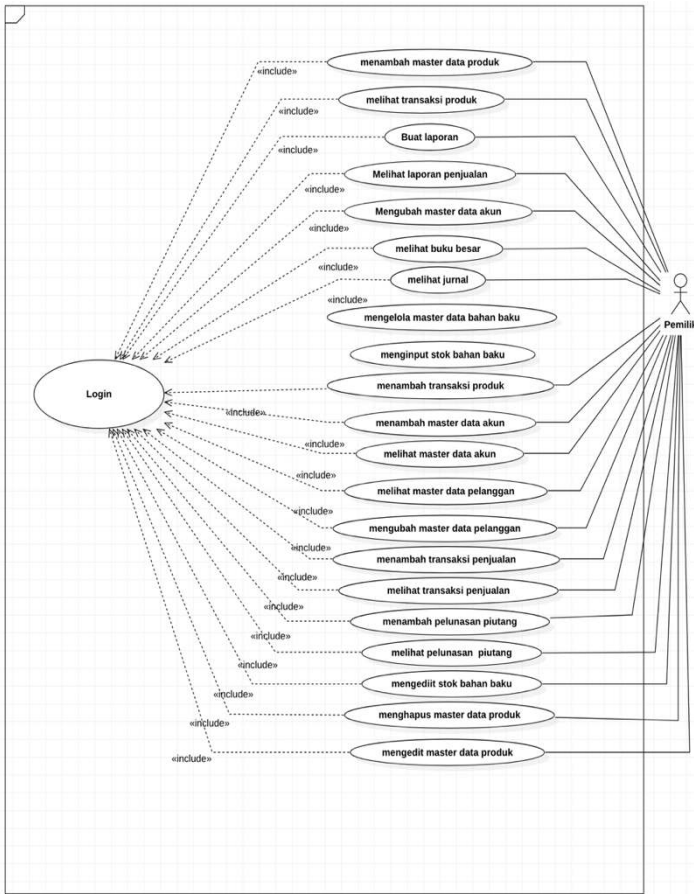 menambah master data produk
«include»
melihat transaksi produk
«include»
Buat laporan
«include»
Melihat laporan penjualan
«include»
Mengubah master data akun
«include»
melihat buku besar
«include»
melihat jurnal
«include»
mengelola master data bahan baku
Pemilik
menginput stok bahan baku
menambah transaksi produk
Login
«include»
menambah master data akun
melihat master data akun
«include»
melihat master data pelanggan
«include»
mengubah master data pelanggan
«include»
menambah transaksi penjualan
«include»
melihat transaksi penjualan
«include»
menambah pelunasan piutang
«include»
melihat pelunasan piutang
«include»
mengediit stok bahan baku
«include»
menghapus master data produk
«include»
mengedit master data produk
«include»